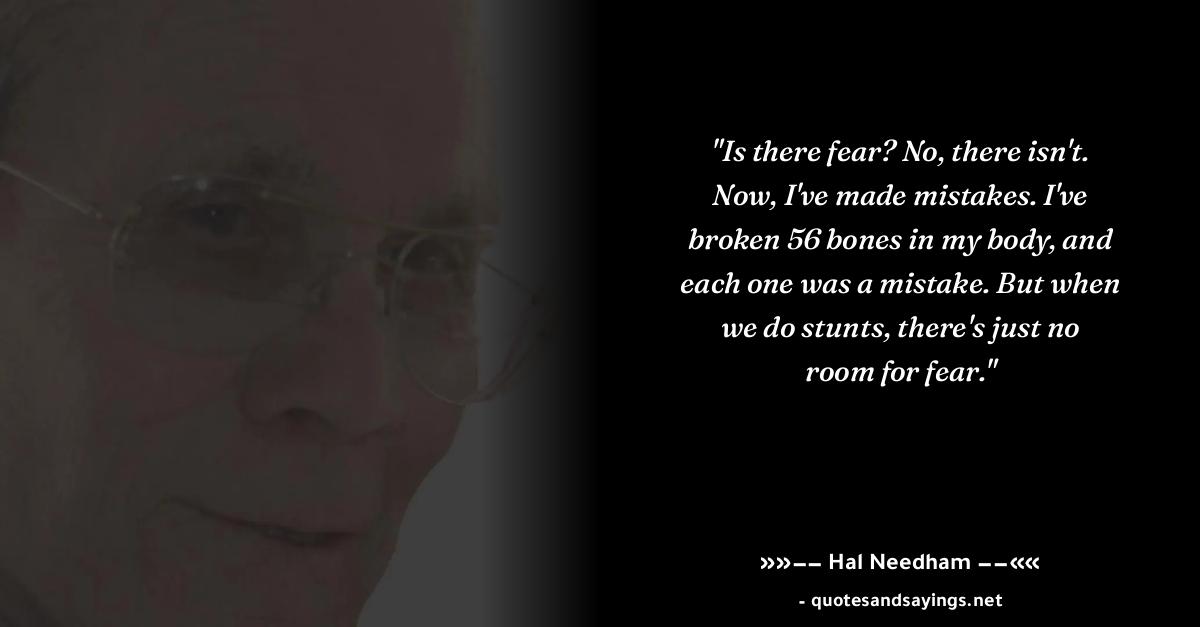 "Is there fear? No, there isn't.
Now, I've made mistakes. I've
broken 56 bones in my body, and
each one was a mistake. But when
we do stunts, there's just no
room for fear."
»»−− Hal Needham −−««
- quotesandsayings.net